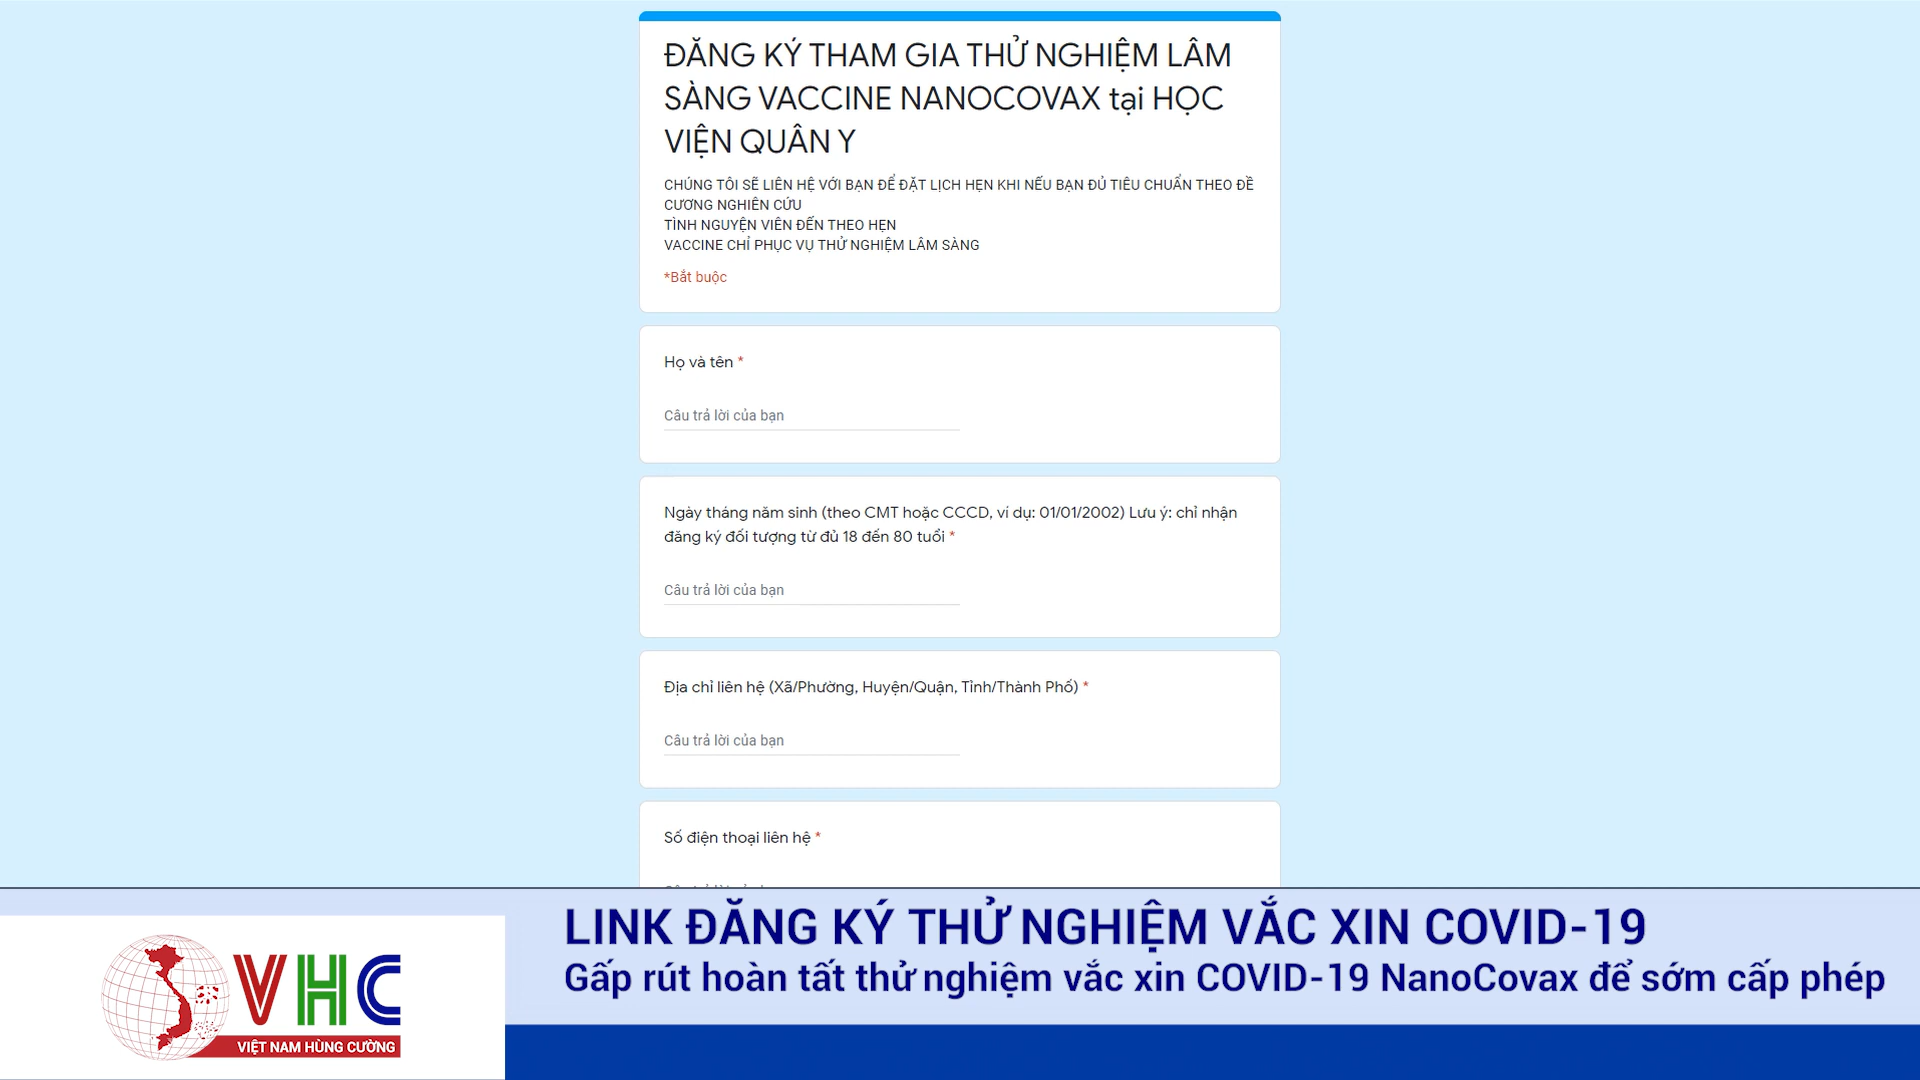 ĐĂNG KÝ THAM GIA THỬ NGHIỆM LÂM
SÀNG VACCINE NANOCOVAX tại HỌC
VIỆN QUÂN Y
CHÚNG TÔI SẼ LIÊN HỆ VỚI BẠN ĐỂ ĐẶT LỊCH HẸN KHI NẾU BẠN ĐỦ TIÊU CHUẨN THEO ĐỀ
CƯƠNG NGHIÊN CỨU
TÌNH NGUYỆN VIÊN ĐẾN THEO HẸN
VACCINE CHỈ PHỤC VỤ THỬ NGHIỆM LÂM SÀNG
*Bắt buộc
Họ và tên *
Câu trả lời của bạn
Ngày tháng năm sinh (theo CMT hoặc CCCD, ví dụ: 01/01/2002) Lưu ý: chỉ nhận
đăng ký đối tượng từ đủ 18 đến 80 tuổi *
Câu trả lời của bạn
Địa chỉ liên hệ (Xã/Phường, Huyện/Quận, Tỉnh/Thành Phố) *
Câu trả lời của bạn
Số điện thoại liên hệ *
LINK ĐĂNG KÝ THỬ NGHIỆM VẮC XIN COVID-19
Gấp rút hoàn tất thử nghiệm vắc xin COVID-19 NanoCovax để sớm cấp phép
VHC
VIỆT NAM HÙNG CƯỜNG